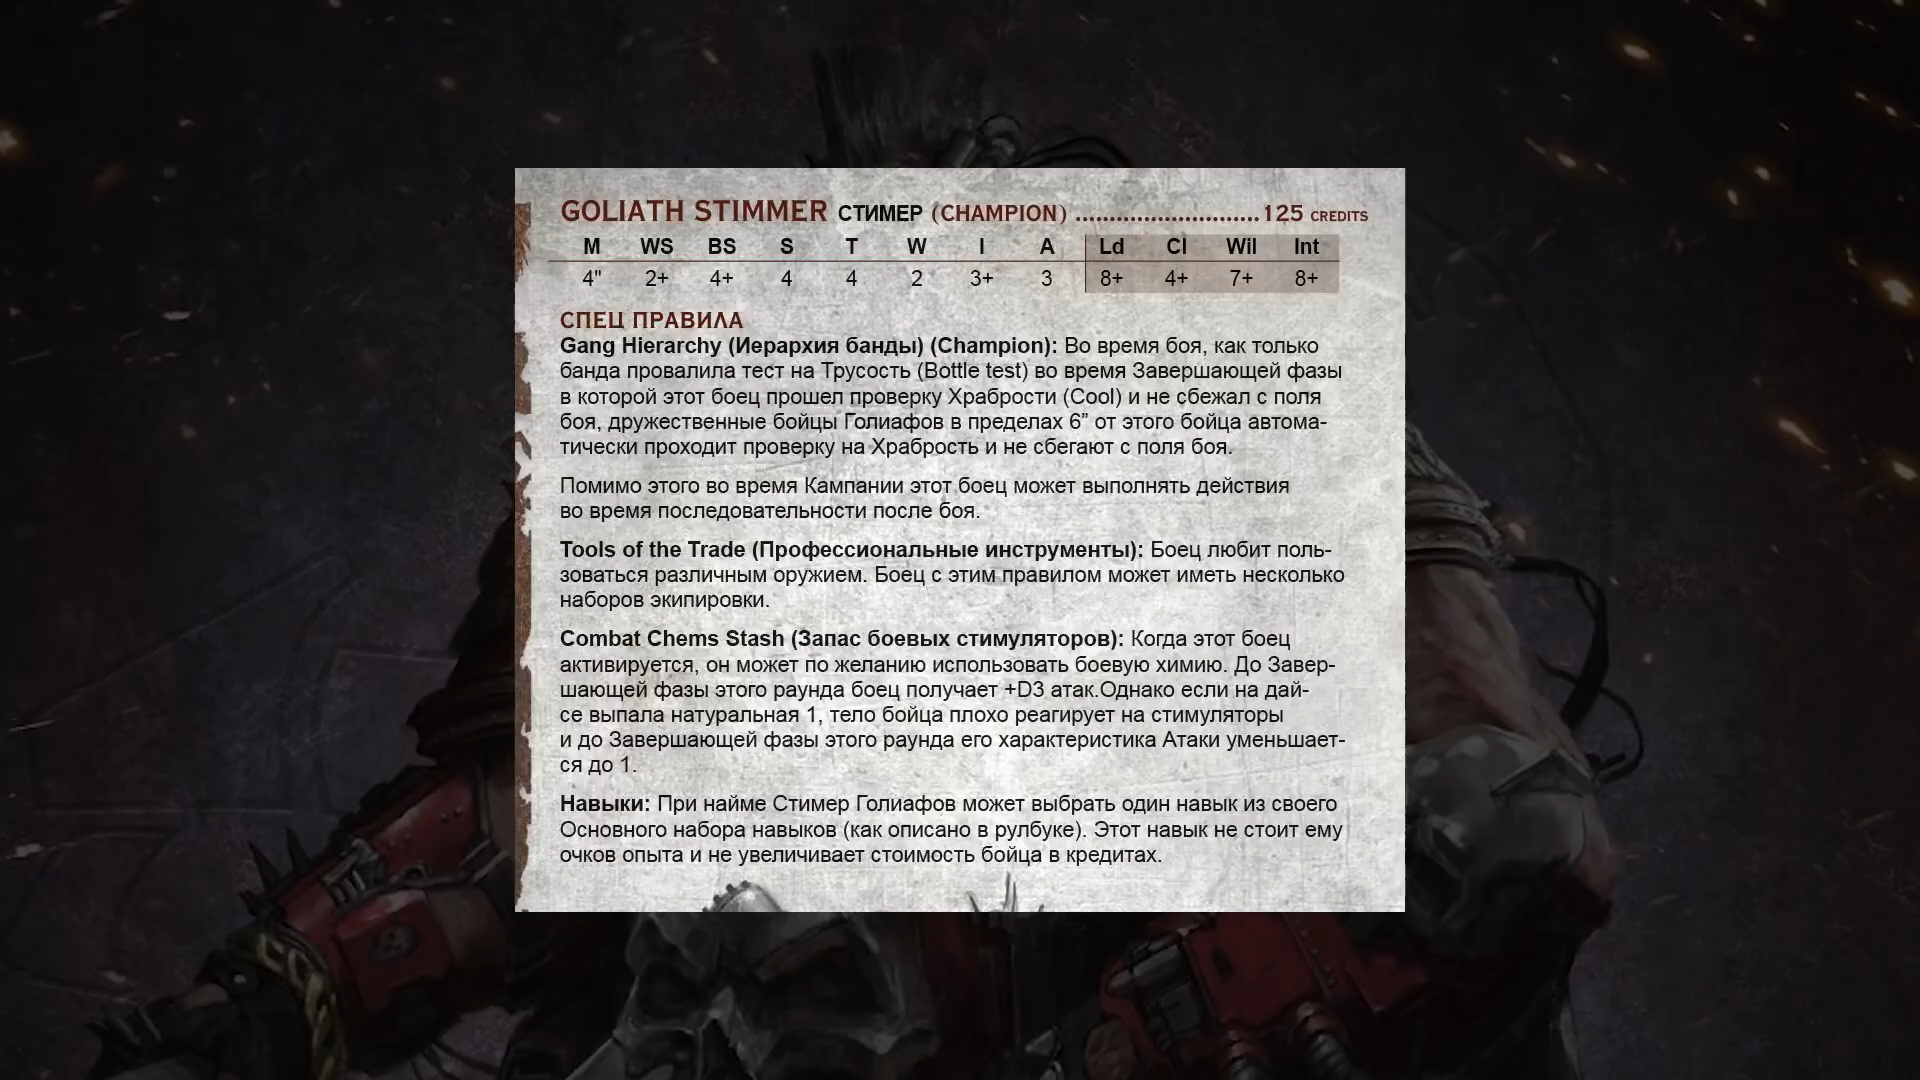 GOLIATH STIMMER СТИМЕР (CHAMPION) ........................... 125 CREDITS
M WS BS S T W I A Ld Cl Wil Int
4" 2+ 4+ 4 4 2 3+ 3 8+ 4+ 7+ 8+
СПЕЦ ПРАВИЛА
Gang Hierarchy (Иерархия банды) (Champion): Во время боя, как только
банда провалила тест на Трусость (Bottle test) во время Завершающей фазы
в которой этот боец прошел проверку Храбрости (Cool) и не сбежал с поля
боя, дружественные бойцы Голиафов в пределах 6” от этого бойца автома-
тически проходит проверку на Храбрость и не сбегают с поля боя.
Помимо этого во время Кампании этот боец может выполнять действия
во время последовательности после боя.
Tools of the Trade (Профессиональные инструменты): Боец любит поль-
зоваться различным оружием. Боец с этим правилом может иметь несколько
наборов экипировки.
Combat Chems Stash (Запас боевых стимуляторов): Когда этот боец
активируется, он может по желанию использовать боевую химию. До Завер-
шающей фазы этого раунда боец получает +D3 атак.Однако если на дай-
се выпала натуральная 1, тело бойца плохо реагирует на стимуляторы
и до Завершающей фазы этого раунда его характеристика Атаки уменьшает-
ся до 1.
Навыки: При найме Стимер Голиафов может выбрать один навык из своего
Основного набора навыков (как описано в рулбуке). Этот навык не стоит ему
очков опыта и не увеличивает стоимость бойца в кредитах.